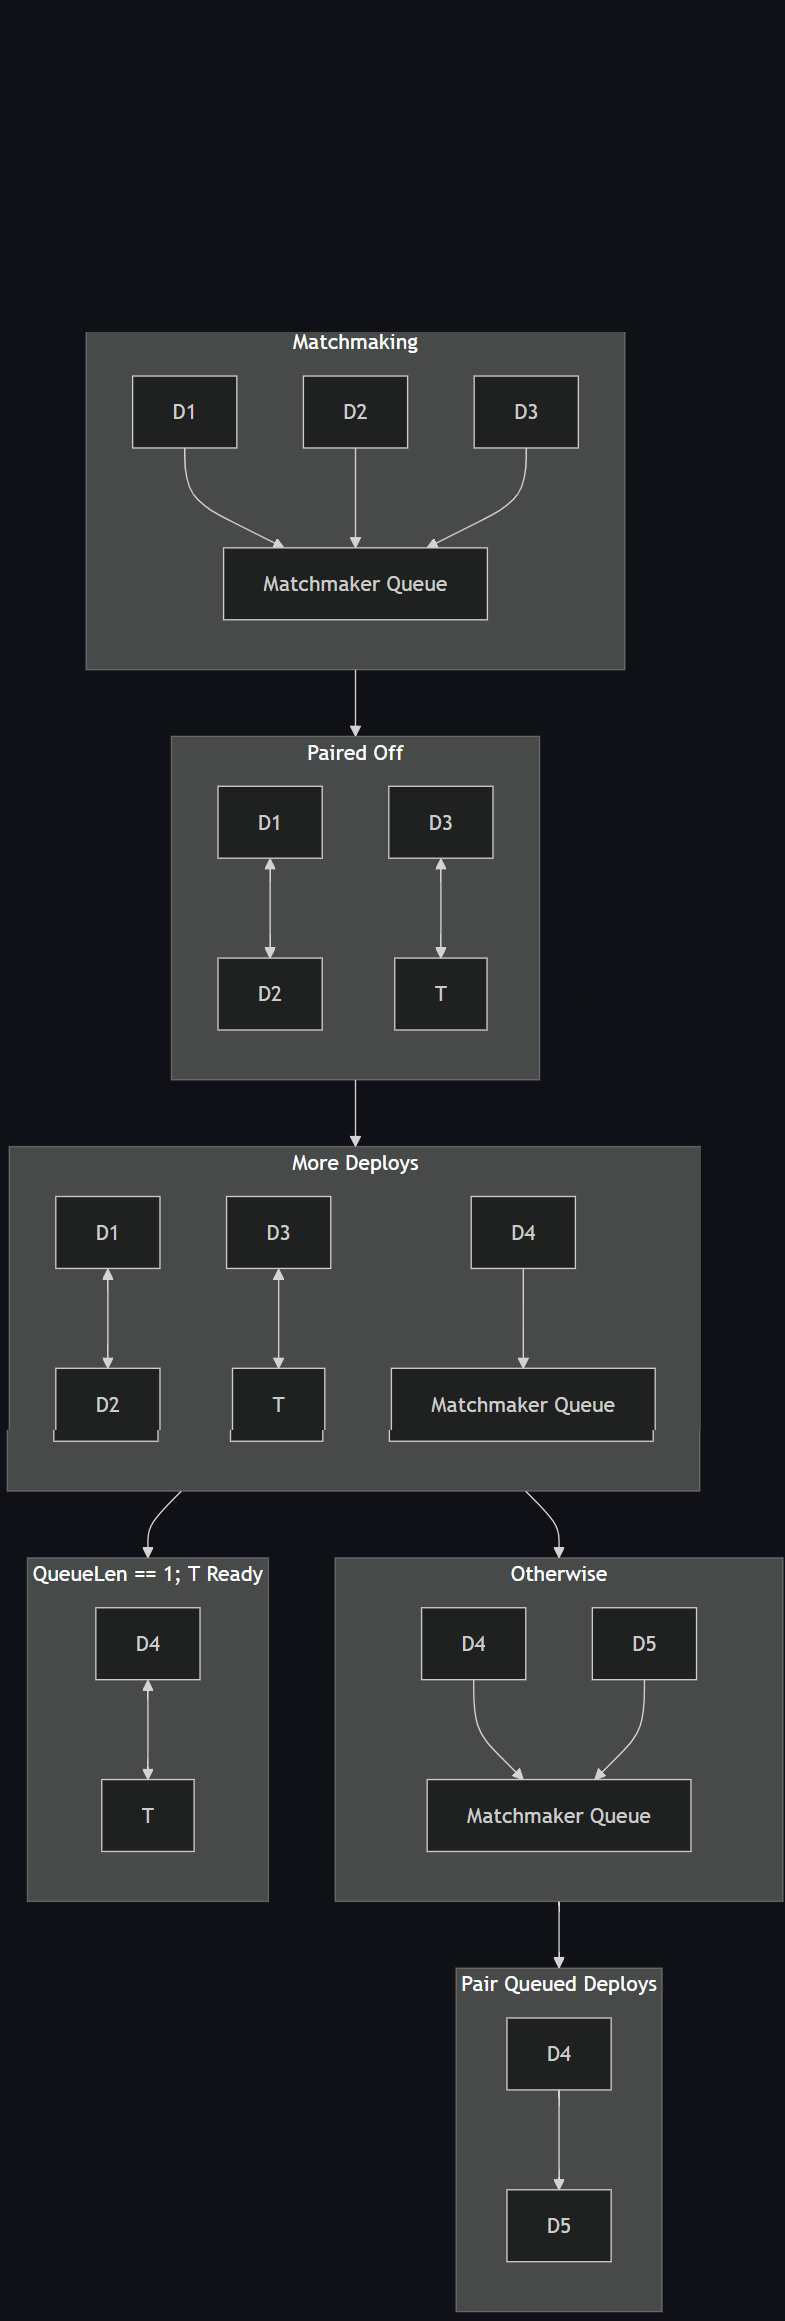 Matchmaking
D1
D2
D3
Matchmaker Queue
Paired Off
D1
D3
D2
T
More Deploys
D1
D3
D4
D2
T
Matchmaker Queue
QueueLen == 1; T Ready
D4
T
Otherwise
D4
D5
Matchmaker Queue
Pair Queued Deploys
D4
D5